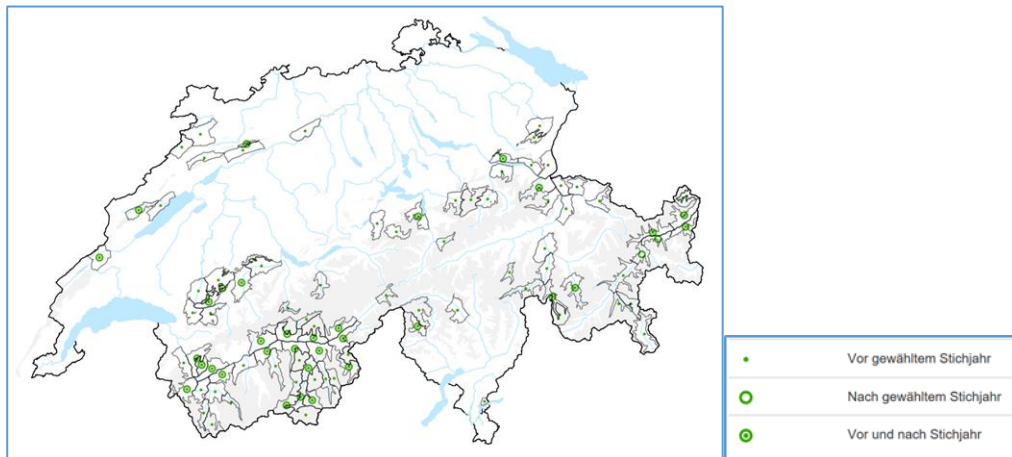 Vor gewähltem Stichjahr
Nach gewähltem Stichjahr
Vor und nach Stichjahr